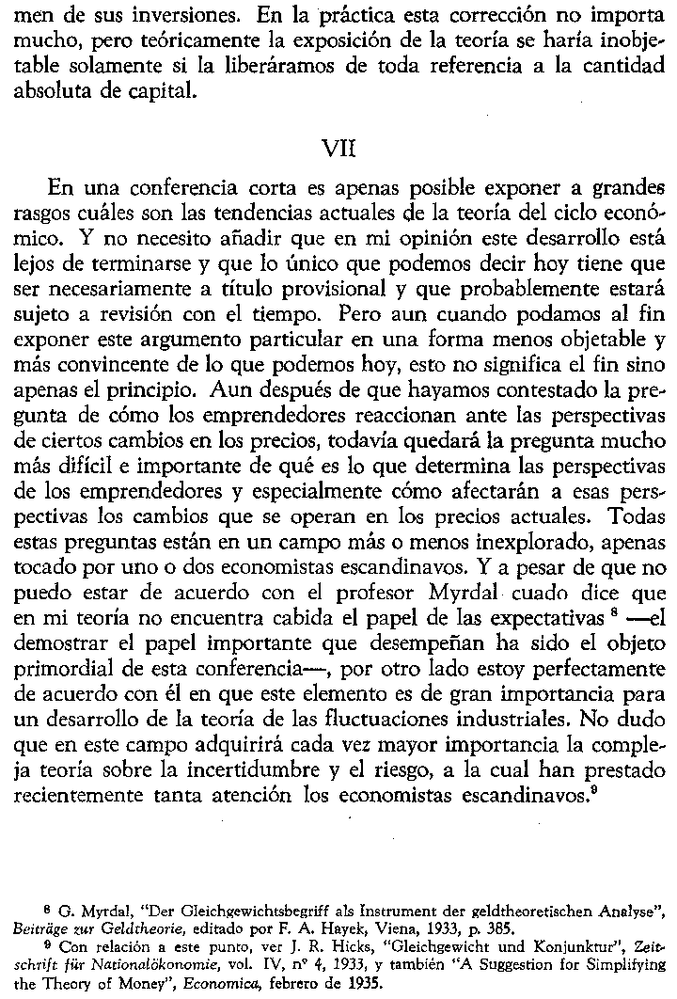 men de sus inversiones. En la práctica esta corrección no importa
mucho, pero teóricamente la exposición de la teoría se haría inobje-
table solamente si la liberáramos de toda referencia a la cantidad
absoluta de capital.
VII
En una conferencia corta es apenas posible exponer a grandes
rasgos cuáles son las tendencias actuales de la teoría del ciclo econó-
mico. Y no necesito añadir que en mi opinión este desarrollo está
lejos de terminarse y que lo único que podemos decir hoy tiene que
ser necesariamente a título provisional y que probablemente estará
sujeto a revisión con el tiempo. Pero aun cuando podamos al fin
exponer este argumento particular en una forma menos objetable y
más convincente de lo que podemos hoy, esto no significa el fin sino
apenas el principio. Aun después de que hayamos contestado la pre-
gunta de cómo los emprendedores reaccionan ante las perspectivas
de ciertos cambios en los precios, todavía quedará la pregunta mucho
más difícil e importante de qué es lo que determina las perspectivas
de los emprendedores y especialmente cómo afectarán a esas pers-
pectivas los cambios que se operan en los precios actuales. Todas
estas preguntas están en un campo más o menos inexplorado, apenas
tocado por uno o dos economistas escandinavos. Y a pesar de que no
puedo estar de acuerdo con el profesor Myrdal cuado dice que
en mi teoría no encuentra cabida el papel de las expectativas ⁸ —el
demostrar el papel importante que desempeñan ha sido el objeto
primordial de esta conferencia—, por otro lado estoy perfectamente
de acuerdo con él en que este elemento es de gran importancia para
un desarrollo de la teoría de las fluctuaciones industriales. No dudo
que en este campo adquirirá cada vez mayor importancia la comple-
ja teoría sobre la incertidumbre y el riesgo, a la cual han prestado
recientemente tanta atención los economistas escandinavos.⁹
⁸ G. Myrdal, "Der Gleichgewichtsbegriff als Instrument der geldtheoretischen Analyse",
Beiträge zur Geldtheorie, editado por F. A. Hayek, Viena, 1933, p. 385.
⁹ Con relación a este punto, ver J. R. Hicks, "Gleichgewicht und Konjunktur", Zeit-
schrift für Nationalökonomie, vol. IV, nº 4, 1933, y también "A Suggestion for Simplifying
the Theory of Money", Economica, febrero de 1935.